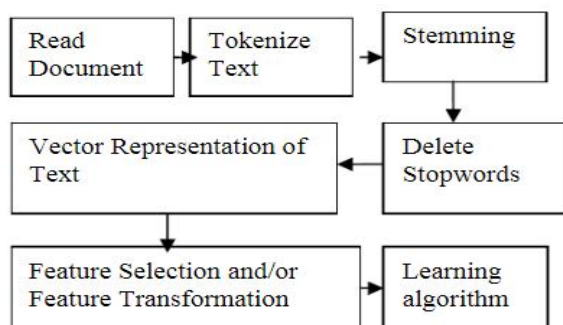 Read
Document
Tokenize
Text
Stemming
Vector Representation of
Text
Delete
Stopwords
Feature Selection and/or
Feature Transformation
Learning
algorithm